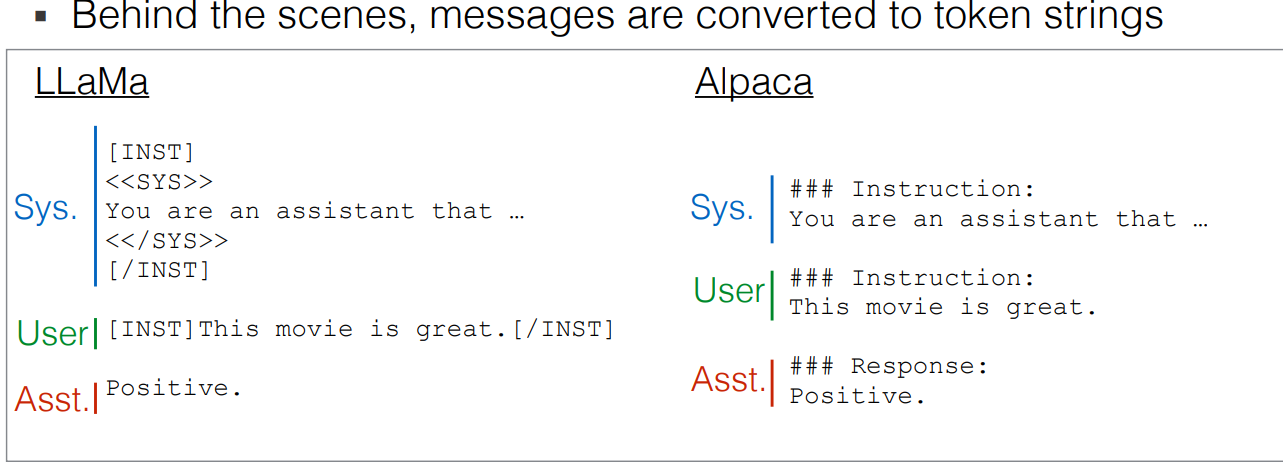 ▪ Behind the scenes, messages are converted to token strings
LLaMa
Sys.
[INST]
<<SYS>>
You are an assistant that …
<</SYS>>
[/INST]
User
[INST]This movie is great.[/INST]
Asst.
Positive.
Alpaca
Sys.
### Instruction:
You are an assistant that …
User
### Instruction:
This movie is great.
Asst.
### Response:
Positive.